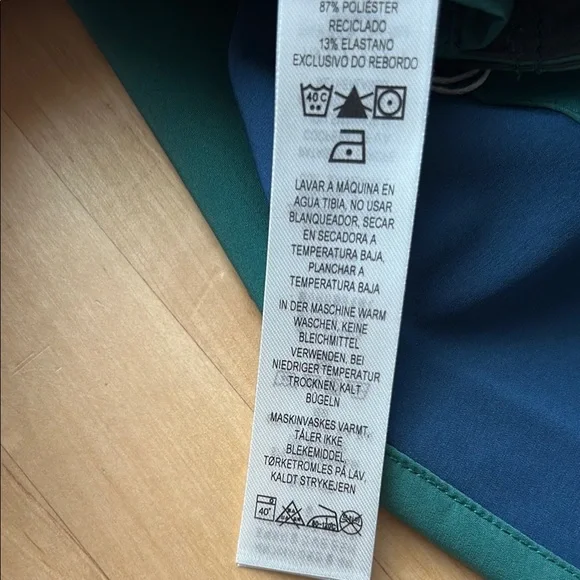 87% POLIÉSTER
RECICLADO
13% ELASTANO
EXCLUSIVO DO REBORDO
40 C
LAVAR A MÁQUINA EN
AGUA TIBIA, NO USAR
BLANQUEADOR, SECAR
EN SECADORA A
TEMPERATURA BAJA,
PLANCHAR A
TEMPERATURA BAJA
IN DER MASCHINE WARM
WASCHEN, KEINE
BLEICHMITTEL
VERWENDEN. BEI
NIEDRIGER TEMPERATUR
TROCKNEN, KALT
BÜGELN
MASKINVASKES VARMT,
TÅLER IKKE
BLEKEMIDDEL,
TØRKETROMLES PÅ LAV,
KALDT STRYKEJERN
40°